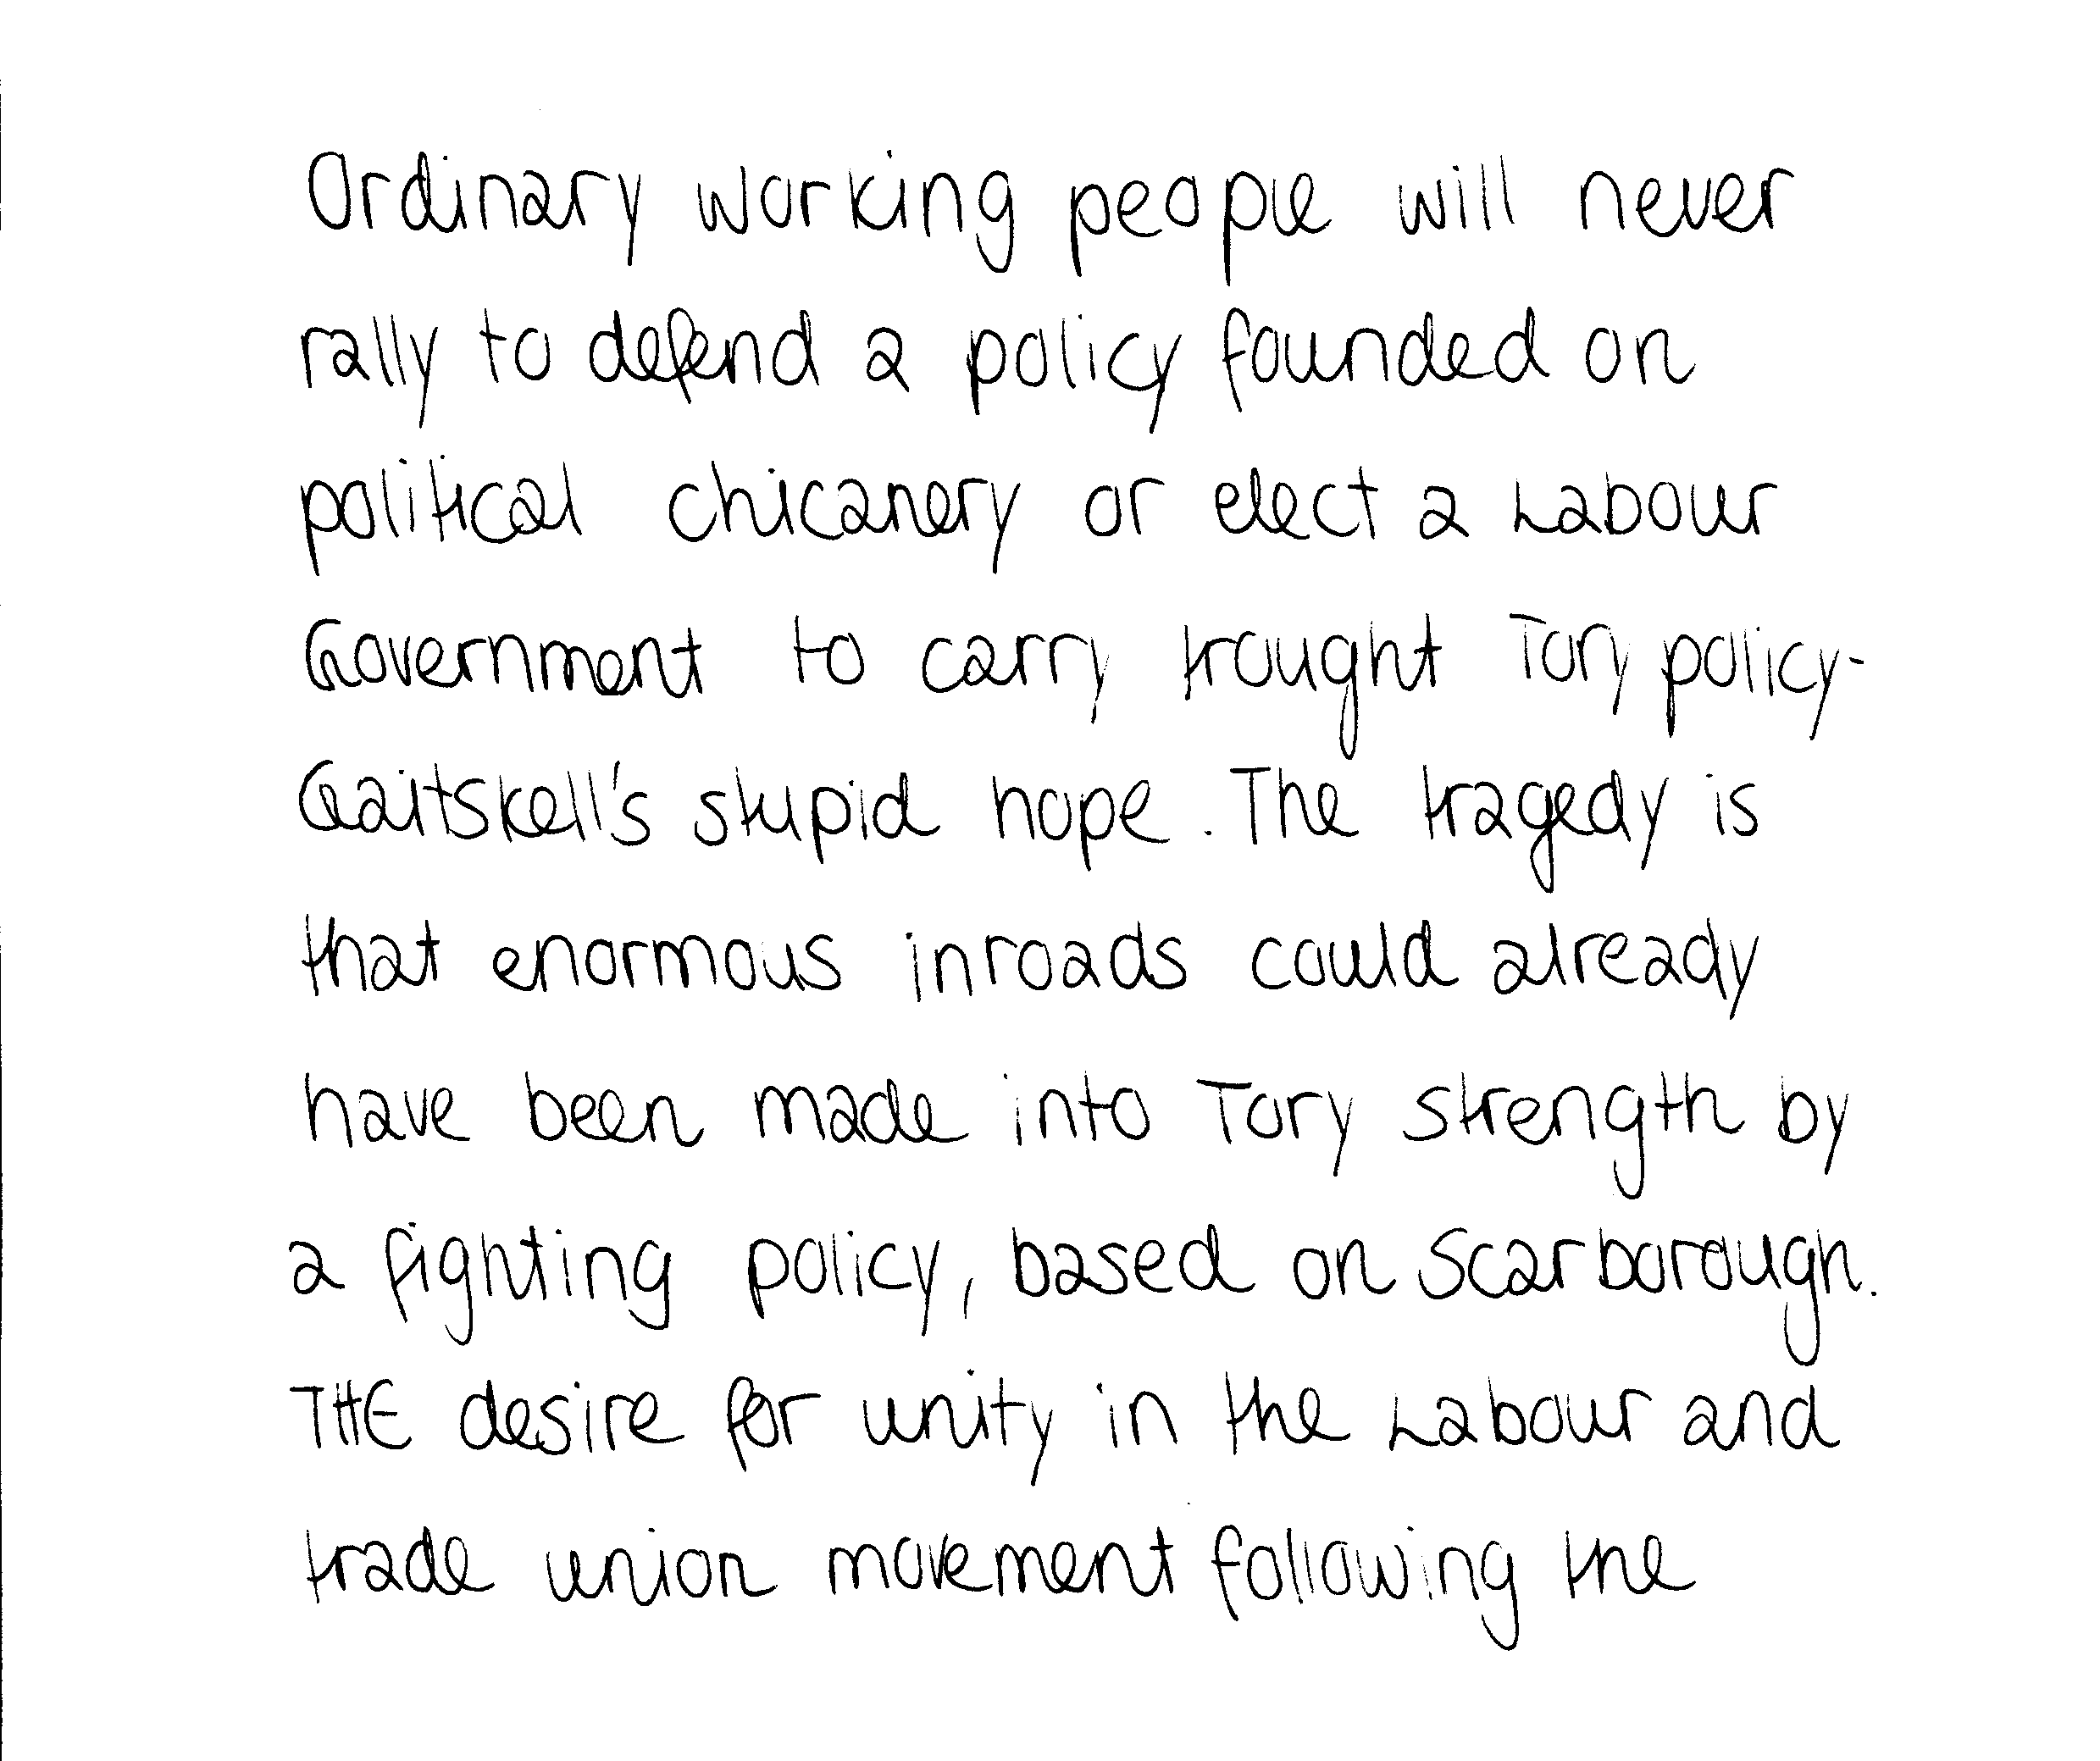 Ordinary working people will never
rally to defend a policy founded on
political chicanery or elect a Labour
Government to carry trought Tory policy-
Gaitskell's stupid hope. The tragedy is
that enormous inroads could already
have been made into Tory strength by
a fighting policy, based on Scarborough.
THE desire for unity in the Labour and
trade union movement following the